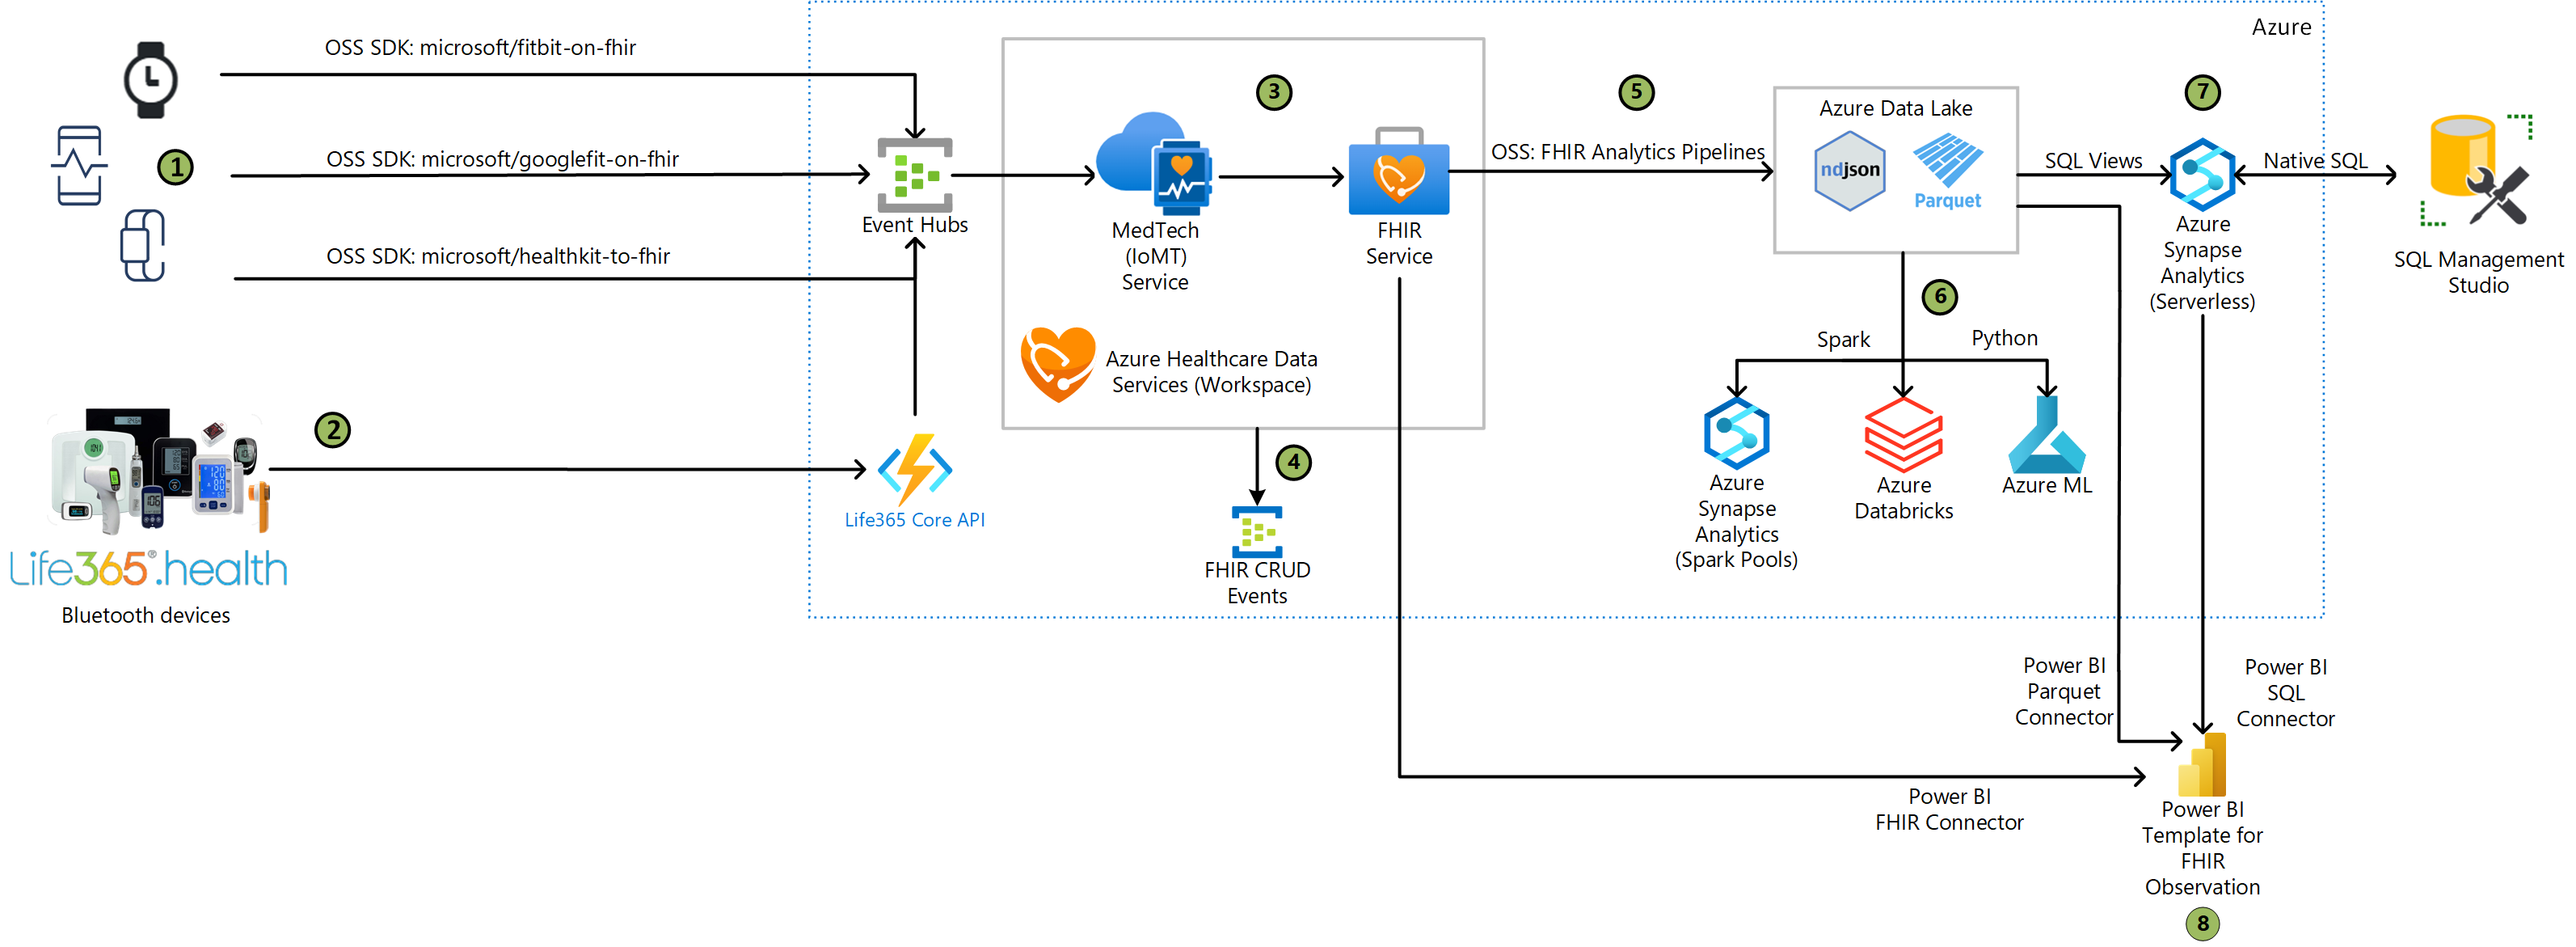 Azure
OSS SDK: microsoft/fitbit-on-fhir
1
OSS SDK: microsoft/googlefit-on-fhir
OSS SDK: microsoft/healthkit-to-fhir
Event Hubs
2
Life365.health®
Bluetooth devices
Life365 Core API
3
MedTech
(IoMT)
Service
FHIR
Service
Azure Healthcare Data
Services (Workspace)
4
FHIR CRUD
Events
5
OSS: FHIR Analytics Pipelines
Azure Data Lake
ndjson
Parquet
6
Spark
Python
Azure
Synapse
Analytics
(Spark Pools)
Azure
Databricks
Azure ML
SQL Views
7
Azure
Synapse
Analytics
(Serverless)
Native SQL
SQL Management
Studio
Power BI
Parquet
Connector
Power BI
SQL
Connector
Power BI
FHIR Connector
Power BI
Template for
FHIR
Observation
8